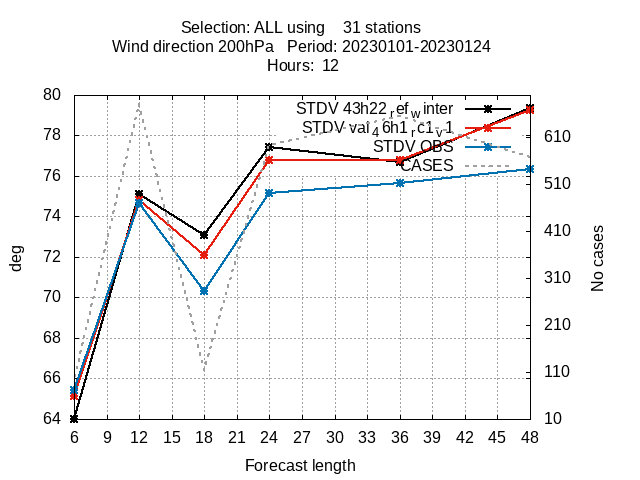 Selection: ALL using    31 stations
Wind direction 200hPa   Period: 20230101-20230124
Hours:  12
80
78
76
74
72
70
68
66
64
deg
STDV 43h22_ref_winter
STDV val_46h1_rc1_v1
STDV OBS
CASES
610
510
410
310
210
110
10
No cases
6 9 12 15 18 21 24 27 30 33 36 39 42 45 48
Forecast length